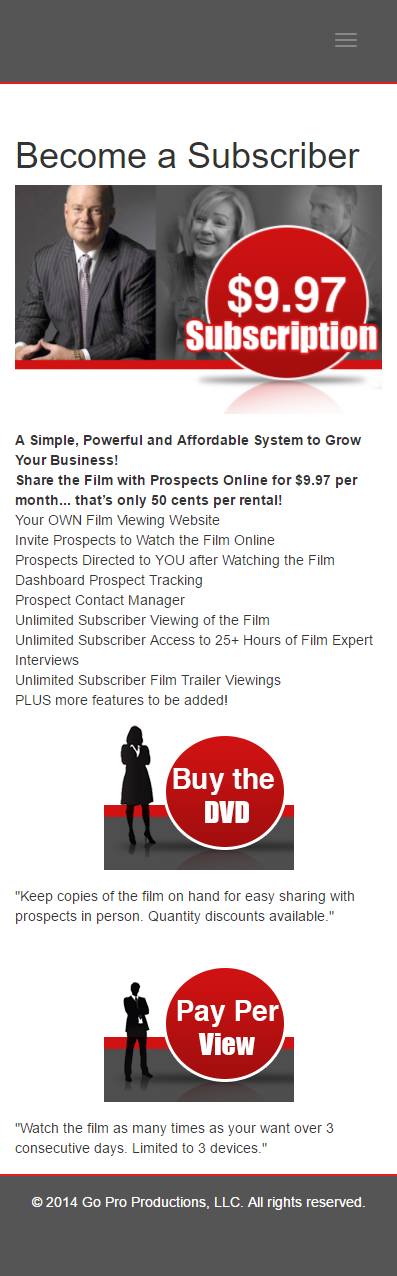 Become a Subscriber
$9.97
Subscription
A Simple, Powerful and Affordable System to Grow
Your Business!
Share the Film with Prospects Online for $9.97 per
month... that's only 50 cents per rental!
Your OWN Film Viewing Website
Invite Prospects to Watch the Film Online
Prospects Directed to YOU after Watching the Film
Dashboard Prospect Tracking
Prospect Contact Manager
Unlimited Subscriber Viewing of the Film
Unlimited Subscriber Access to 25+ Hours of Film Expert
Interviews
Unlimited Subscriber Film Trailer Viewings
PLUS more features to be added!
Buy the
DVD
"Keep copies of the film on hand for easy sharing with
prospects in person. Quantity discounts available."
Pay Per
View
"Watch the film as many times as your want over 3
consecutive days. Limited to 3 devices."
© 2014 Go Pro Productions, LLC. All rights reserved.